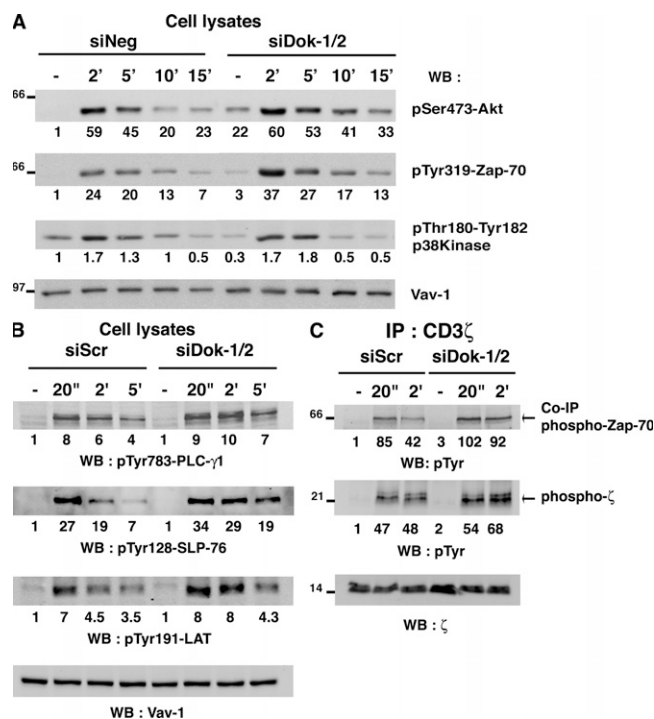 A
Cell lysates
siNeg siDok-1/2
- 2' 5' 10' 15' - 2' 5' 10' 15' WB :
66
pSer473-Akt
1 59 45 20 23 22 60 53 41 33
66 pTyr319-Zap-70
1 24 20 13 7 3 37 27 17 13
pThr180-Tyr182
p38Kinase
1 1.7 1.3 1 0.5 0.3 1.7 1.8 0.5 0.5
97 Vav-1
B Cell lysates
siScr siDok-1/2
- 20" 2' 5' - 20" 2' 5'
1 8 6 4 1 9 10 7
WB : pTyr783-PLC-γ1
1 27 19 7 1 34 29 19
WB : pTyr128-SLP-76
1 7 4.5 3.5 1 8 8 4.3
WB : pTyr191-LAT
WB : Vav-1
C IP : CD3ζ
siScr siDok-1/2
- 20" 2' - 20" 2'
66
Co-IP
phospho-Zap-70
1 85 42 3 102 92
WB: pTyr
21 phospho-ζ
1 47 48 2 54 68
WB : pTyr
14
WB : ζ